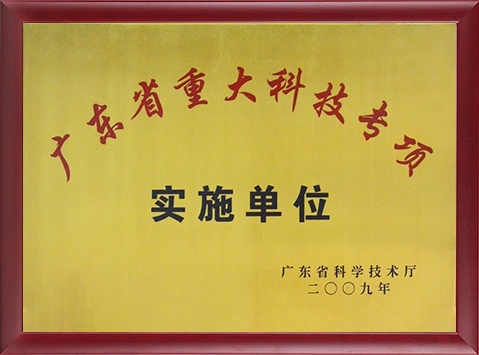 广东省重大科技专项
实施单位
广东省科学技术厅
二〇〇九年